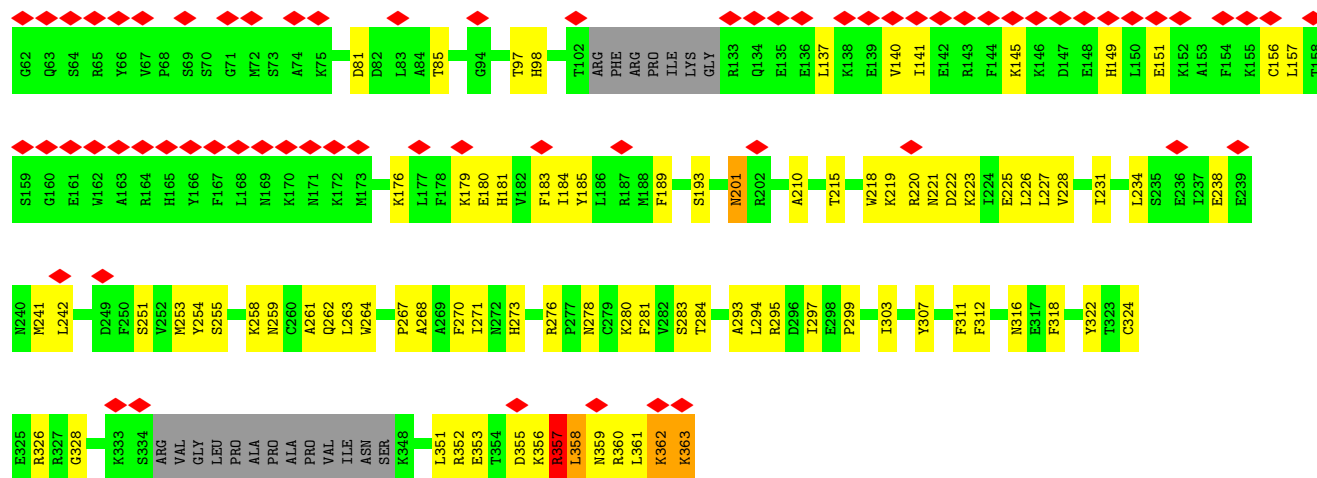 G62 Q63 S64 R65 Y66 V67 P68 S69 S70 G71 M72 S73 A74 K75 D81 D82 L83 A84 T85 G94 T97 H98 T102 ARG PHE ARG PRO ILE LYS GLY R133 Q134 E135 E136 L137 K138 E139 V140 I141 E142 R143 F144 K145 K146 D147 E148 H149 L150 E151 K152 A153 F154 K155 C156 L157 T158
S159 G160 E161 W162 A163 R164 H165 Y166 F167 L168 N169 K170 N171 K172 M173 K176 L177 F178 K179 E180 H181 V182 F183 I184 Y185 L186 R187 M188 F189 S193 N201 R202 A210 T215 W218 K219 R220 N221 D222 K223 I224 E225 L226 L227 V228 I231 L234 S235 E236 I237 E238 E239
N240 M241 L242 D249 F250 S251 V252 M253 Y254 S255 K258 N259 C260 A261 Q262 L263 W264 P267 A268 A269 F270 I271 N272 H273 R276 P277 N278 C279 K280 F281 V282 S283 T284 A293 L294 R295 D296 I297 E298 P299 I303 Y307 F311 F312 N316 E317 F318 Y322 T323 C324
E325 R326 R327 G328 K333 S334 ARG VAL GLY LEU PRO ALA PRO ALA PRO VAL ILE ASN SER K348 L351 R352 E353 T354 D355 K356 R357 L358 N359 R360 L361 K362 K363